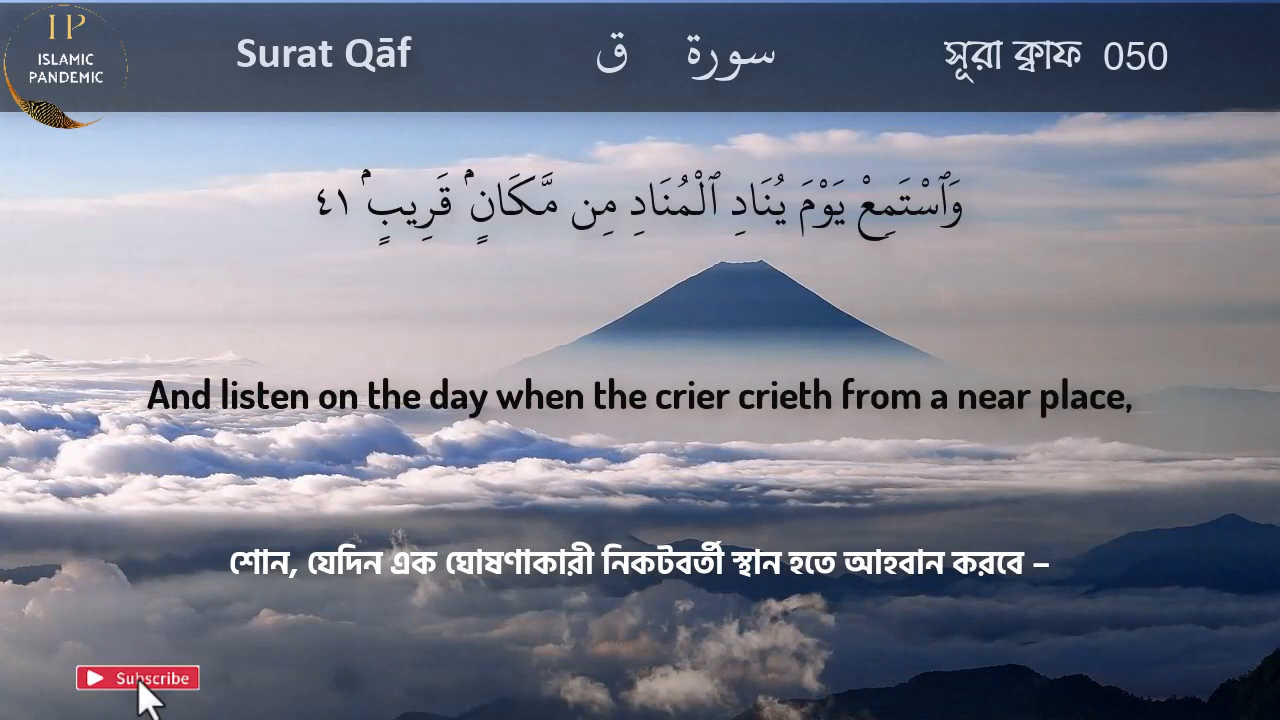 IP
ISLAMIC
PANDEMIC
Surat Qāf
سورة ق
সূরা ক্বাফ 050
وَٱسْتَمِعْ يَوْمَ يُنَادِ ٱلْمُنَادِ مِن مَّكَانٍۢ قَرِيبٍۢ ٤١
And listen on the day when the crier crieth from a near place,
শোন, যেদিন এক ঘোষণাকারী নিকটবর্তী স্থান হতে আহবান করবে –
Subscribe